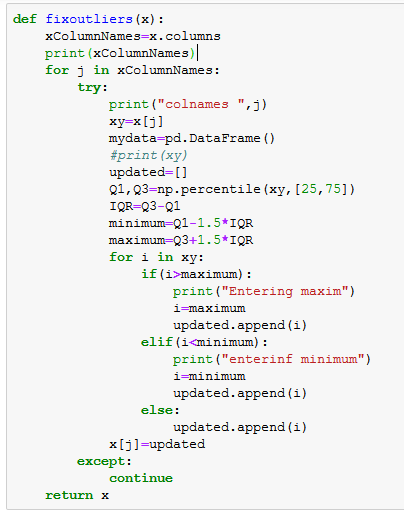 def fixoutliers(x):
    xColumnNames=x.columns
    print(xColumnNames)
    for j in xColumnNames:
        try:
            print("colnames ",j)
            xy=x[j]
            mydata=pd.DataFrame()
            #print(xy)
            updated=[]
            Q1,Q3=np.percentile(xy,[25,75])
            IQR=Q3-Q1
            minimum=Q1-1.5*IQR
            maximum=Q3+1.5*IQR
            for i in xy:
                if(i>maximum):
                    print("Entering maxim")
                    i=maximum
                    updated.append(i)
                elif(i<minimum):
                    print("enterinf minimum")
                    i=minimum
                    updated.append(i)
                else:
                    updated.append(i)
            x[j]=updated
        except:
            continue
    return x